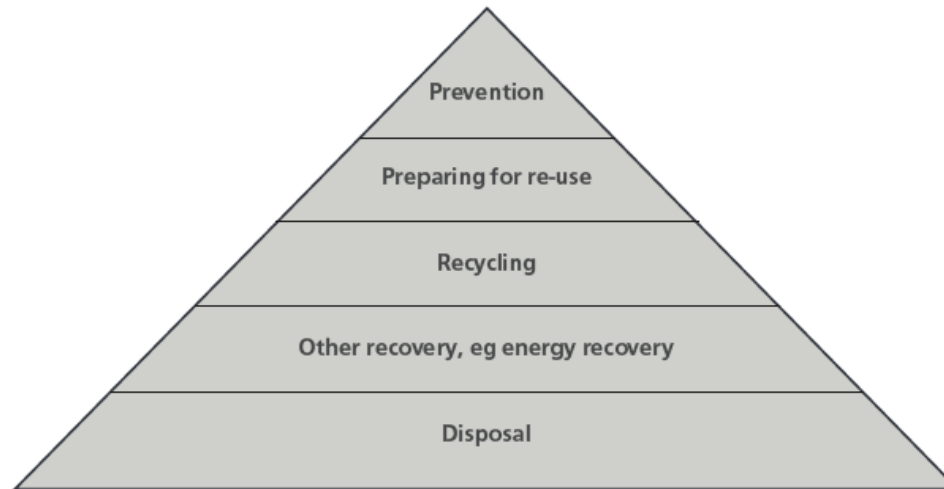 Prevention
Preparing for re-use
Recycling
Other recovery, eg energy recovery
Disposal